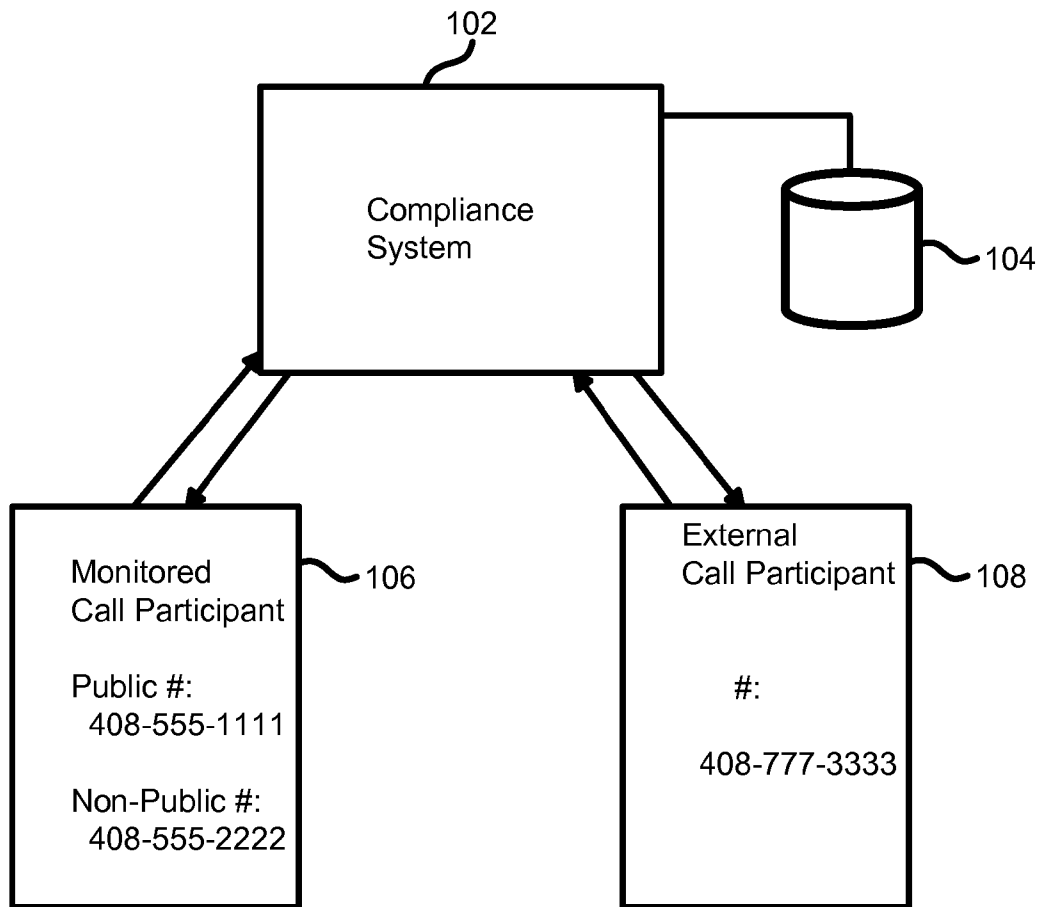 102
Compliance
System
104
Monitored
Call Participant
106
Public #:
408-555-1111
Non-Public #:
408-555-2222
External
Call Participant
108
#:
408-777-3333